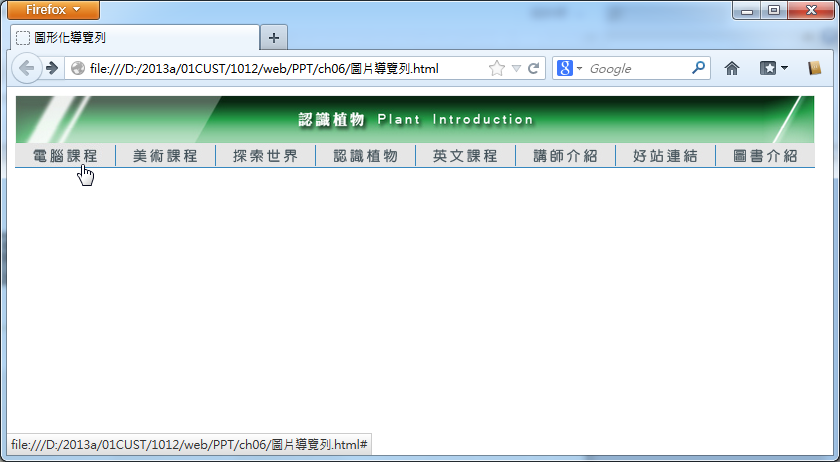 Firefox
圖形化導覽列
file:///D:/2013a/01CUST/1012/web/PPT/ch06/圖片導覽列.html
Google
認識植物 Plant Introduction
電腦課程 美術課程 探索世界 認識植物 英文課程 講師介紹 好站連結 圖書介紹
file:///D:/2013a/01CUST/1012/web/PPT/ch06/圖片導覽列.html#